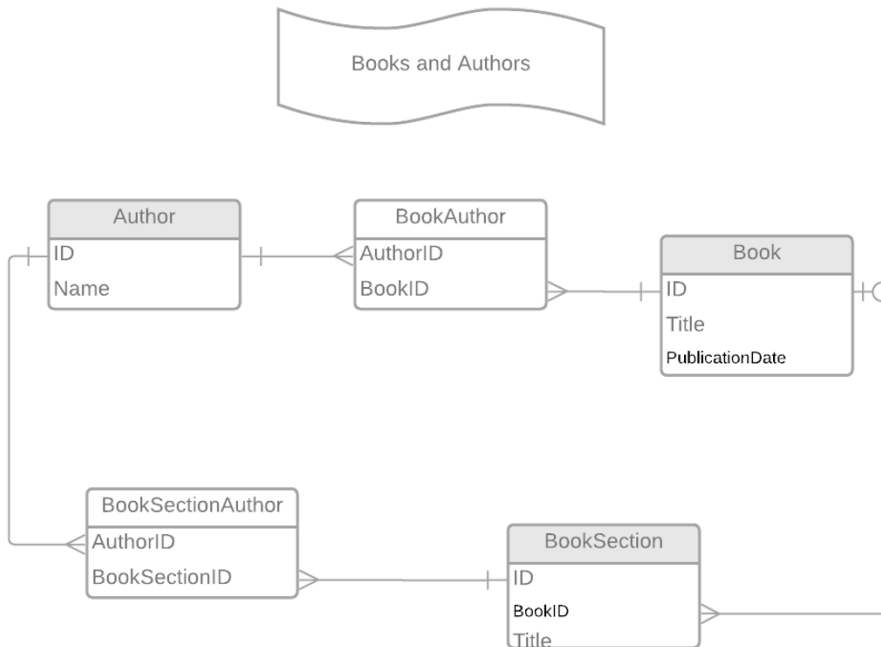 Books and Authors
Author
ID
Name
BookAuthor
AuthorID
BookID
Book
ID
Title
PublicationDate
BookSectionAuthor
AuthorID
BookSectionID
BookSection
ID
BookID
Title